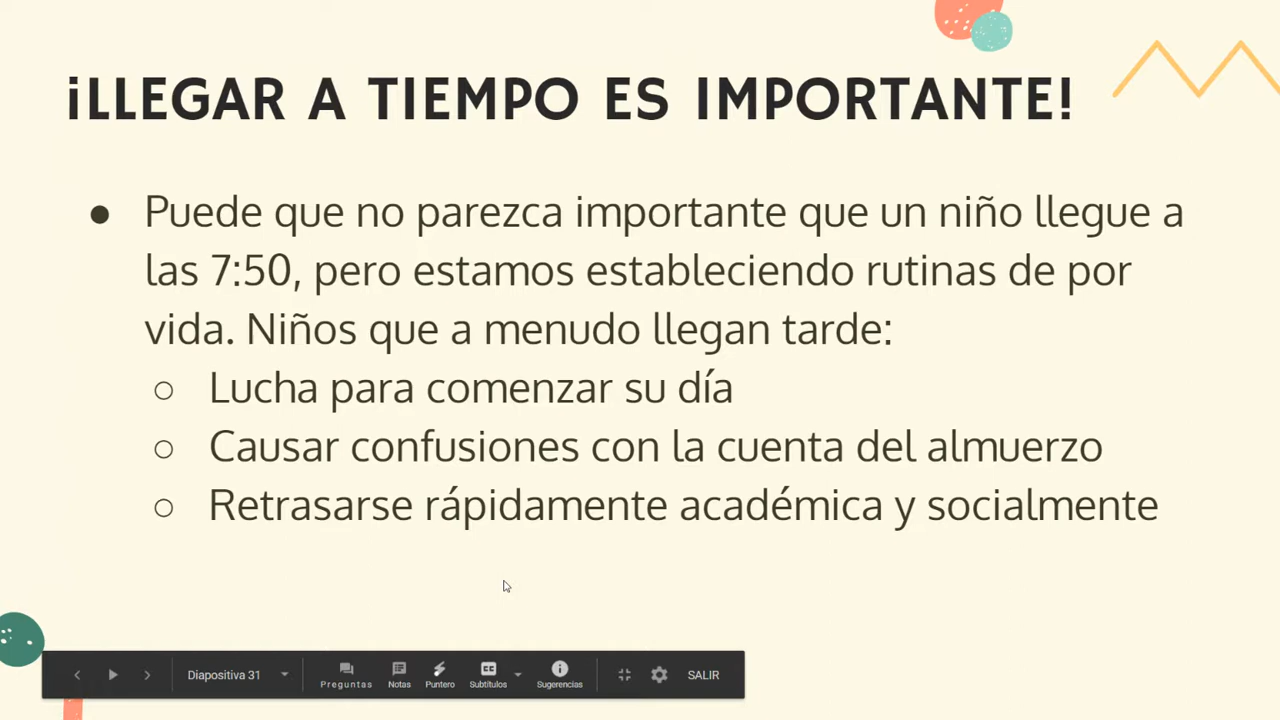 ¡LLEGAR A TIEMPO ES IMPORTANTE!
● Puede que no parezca importante que un niño llegue a
las 7:50, pero estamos estableciendo rutinas de por
vida. Niños que a menudo llegan tarde:
○ Lucha para comenzar su día
○ Causar confusiones con la cuenta del almuerzo
○ Retrasarse rápidamente académica y socialmente
Diapositiva 31 Preguntas Notas Puntero CC Subtítulos Sugerencias SALIR